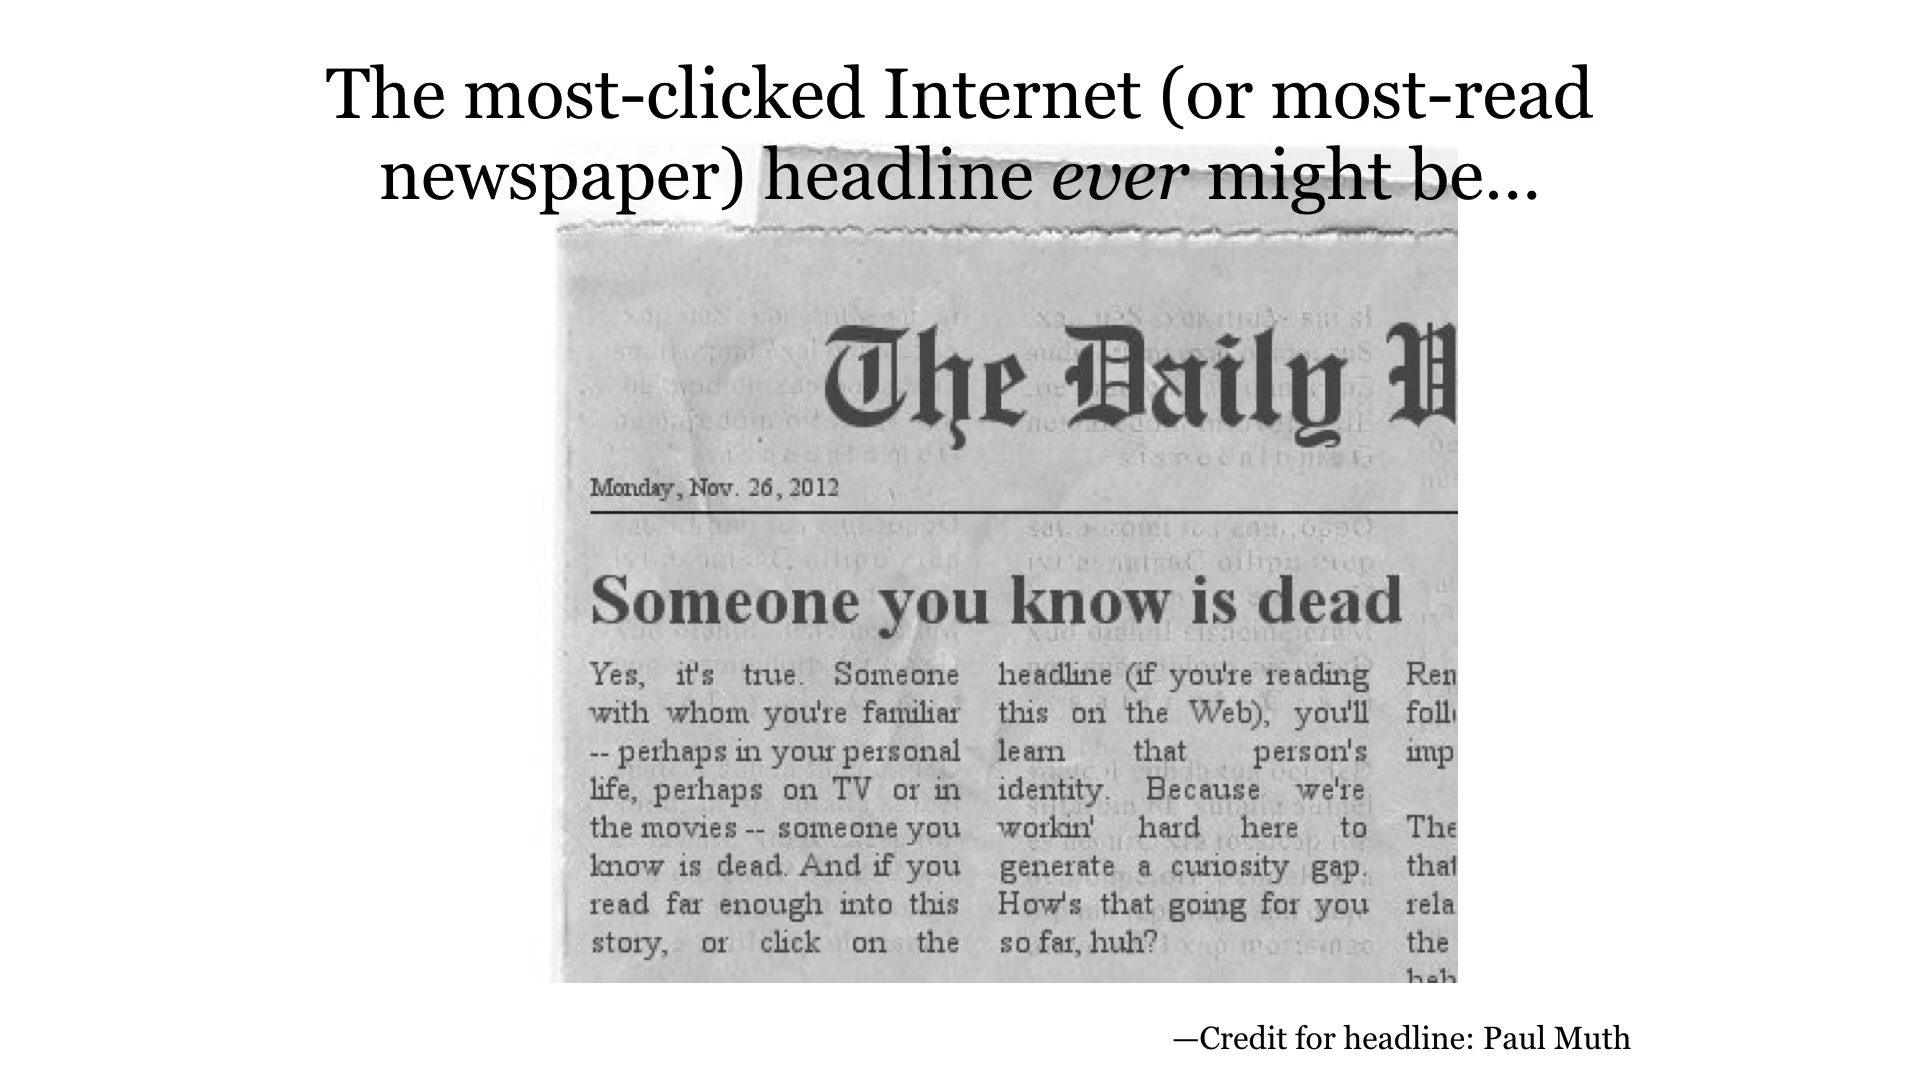 The most-clicked Internet (or most-read
newspaper) headline ever might be...
The Daily
Monday, Nov. 26, 2012
Someone you know is dead
Yes, it's true. Someone
with whom you're familiar
-- perhaps in your personal
life, perhaps on TV or in
the movies -- someone you
know is dead. And if you
read far enough into this
story, or click on the
headline (if you're reading
this on the Web), you'll
learn that person's
identity. Because we're
workin' hard here to
generate a curiosity gap.
How's that going for you
so far, huh?
The
that
the
—Credit for headline: Paul Muth